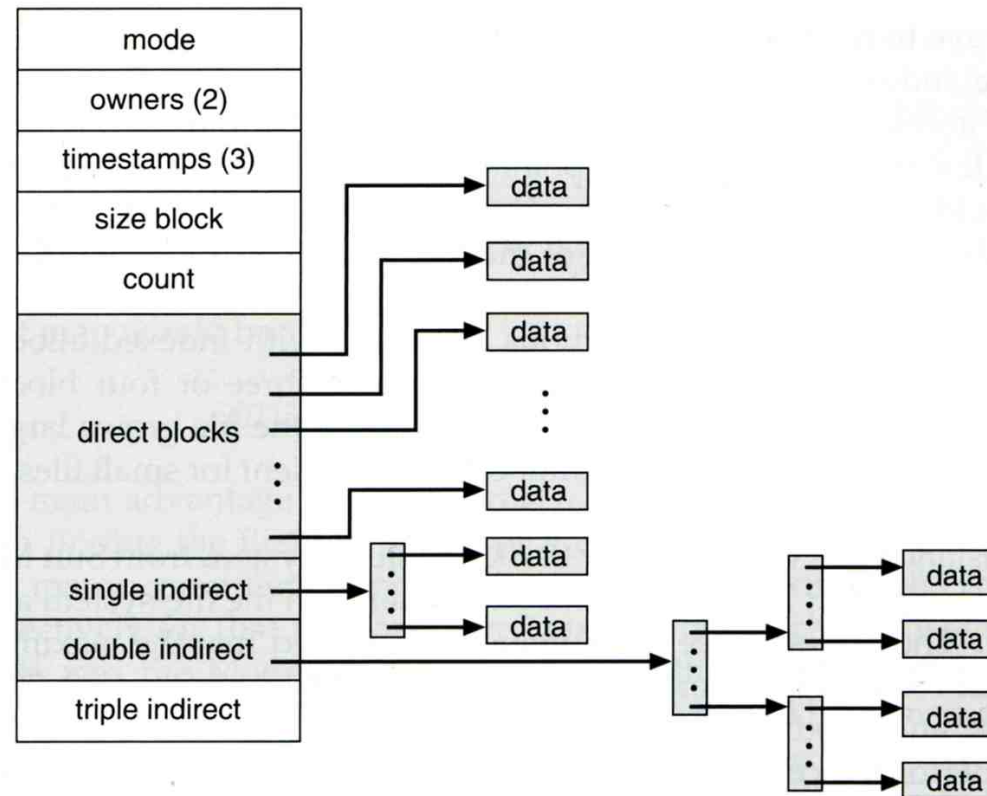 mode
owners (2)
timestamps (3)
size block
count
direct blocks
single indirect
double indirect
triple indirect
data
data
data
data
data
data
data
data
data
data